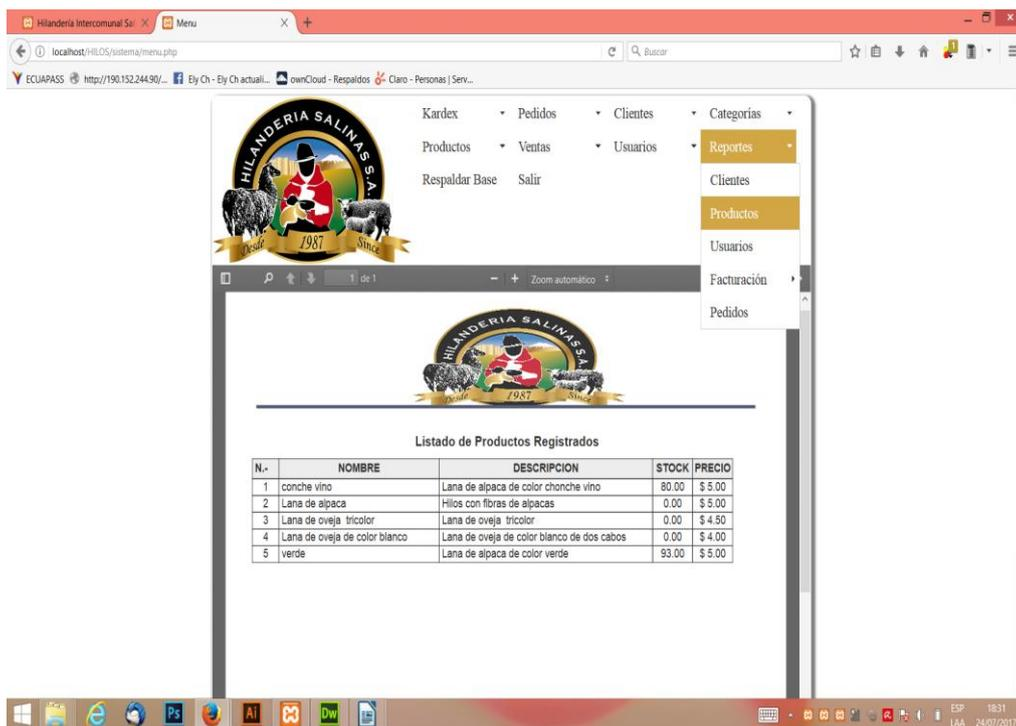 Hilandería Intercomunal Sal
Menu
localhost/HILOS/sistema/menu.php
Buscar
ECUAPASS
http://190.152.244.90/...
Ely Ch - Ely Ch actuali...
ownCloud - Respaldos
Claro - Personas | Serv...
HILANDERIA SALINAS S.A.
Desde 1987 Since
Kardex Pedidos Clientes Categorías
Productos Ventas Usuarios Reportes
Respaldar Base Salir
Clientes
Productos
Usuarios
Facturación
Pedidos
1 de 1
Zoom automático
HILANDERIA SALINAS S.A.
Desde 1987 Since
Listado de Productos Registrados
N.- NOMBRE DESCRIPCION STOCK PRECIO
1 conche vino Lana de alpaca de color chonche vino 80.00 $ 5.00
2 Lana de alpaca Hilos con fibras de alpacas 0.00 $ 5.00
3 Lana de oveja tricolor Lana de oveja tricolor 0.00 $ 4.50
4 Lana de oveja de color blanco Lana de oveja de color blanco de dos cabos 0.00 $ 4.00
5 verde Lana de alpaca de color verde 93.00 $ 5.00
Ps
Ai
Dw
ESP 18:31
LAA 24/07/2017